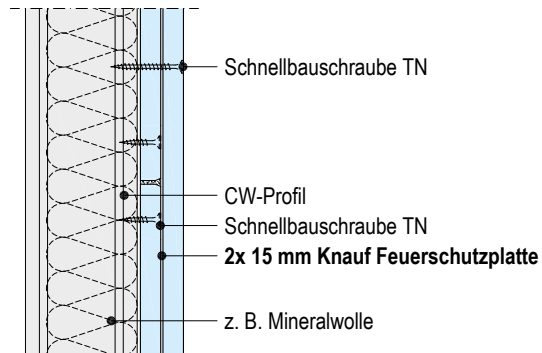 Schnellbauschraube TN
CW-Profil
Schnellbauschraube TN
2x 15 mm Knauf Feuerschutzplatte
z. B. Mineralwolle